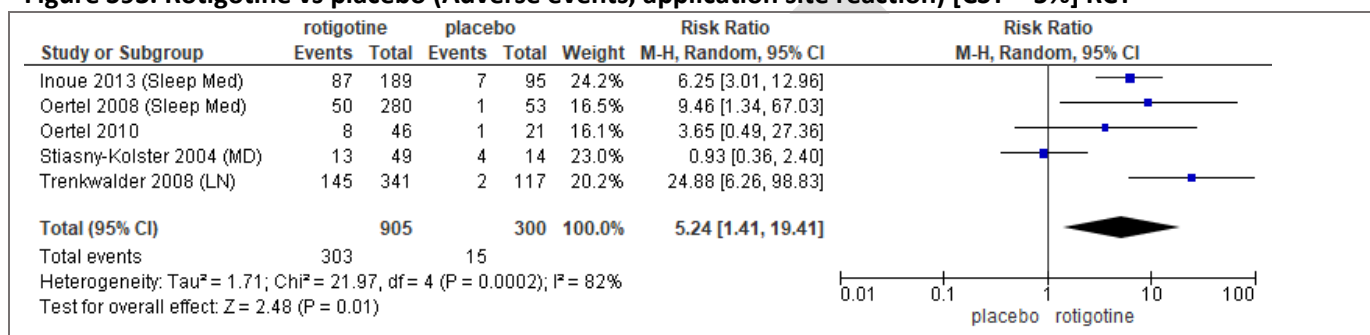 rotigotine placebo Risk Ratio Risk Ratio
Study or Subgroup Events Total Events Total Weight M-H, Random, 95% CI M-H, Random, 95% CI
Inoue 2013 (Sleep Med) 87 189 7 95 24.2% 6.25 [3.01, 12.96]
Oertel 2008 (Sleep Med) 50 280 1 53 16.5% 9.46 [1.34, 67.03]
Oertel 2010 8 46 1 21 16.1% 3.65 [0.49, 27.36]
Stiasny-Kolster 2004 (MD) 13 49 4 14 23.0% 0.93 [0.36, 2.40]
Trenkwalder 2008 (LN) 145 341 2 117 20.2% 24.88 [6.26, 98.83]
Total (95% CI) 905 300 100.0% 5.24 [1.41, 19.41]
Total events 303 15
Heterogeneity: Tau² = 1.71; Chi² = 21.97, df = 4 (P = 0.0002); I² = 82%
Test for overall effect: Z = 2.48 (P = 0.01)
0.01 0.1 1 10 100
placebo rotigotine